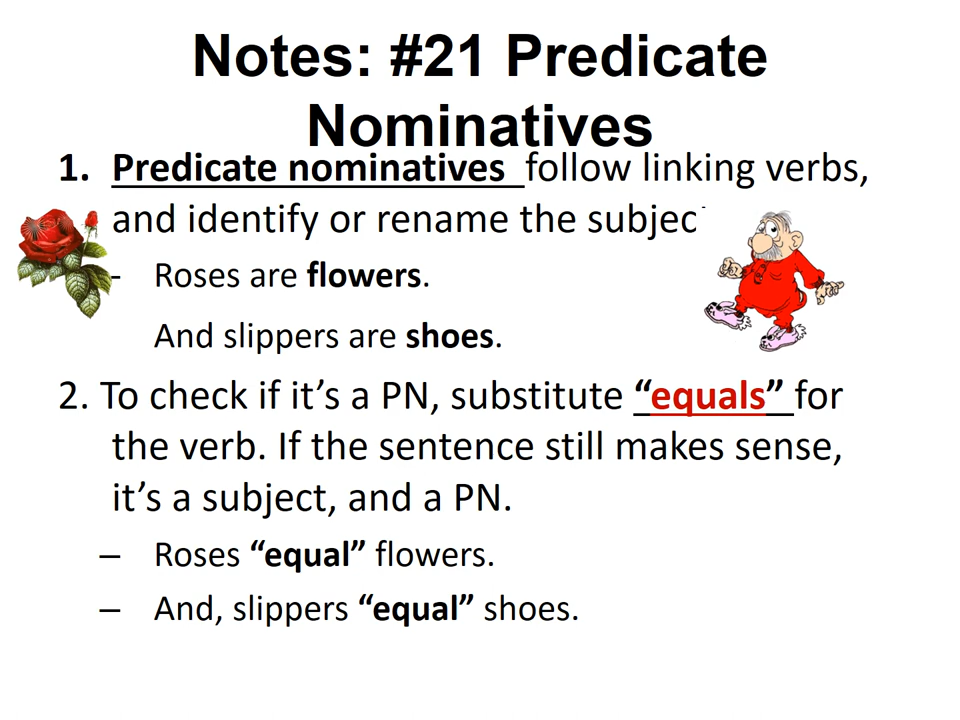 Notes: #21 Predicate
Nominatives
1. Predicate nominatives follow linking verbs,
and identify or rename the subject
- Roses are flowers.
And slippers are shoes.
2. To check if it’s a PN, substitute “equals” for
the verb. If the sentence still makes sense,
it’s a subject, and a PN.
– Roses “equal” flowers.
– And, slippers “equal” shoes.